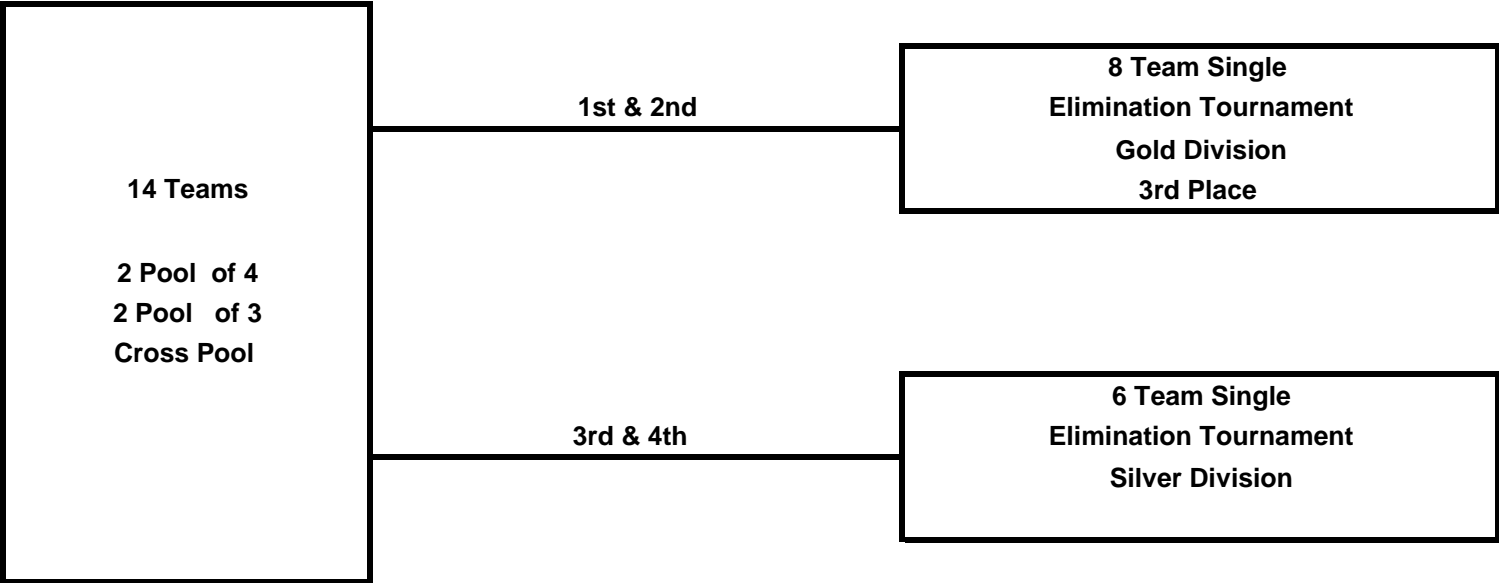 14 Teams
2 Pool of 4
2 Pool of 3
Cross Pool
1st & 2nd
8 Team Single
Elimination Tournament
Gold Division
3rd Place
3rd & 4th
6 Team Single
Elimination Tournament
Silver Division